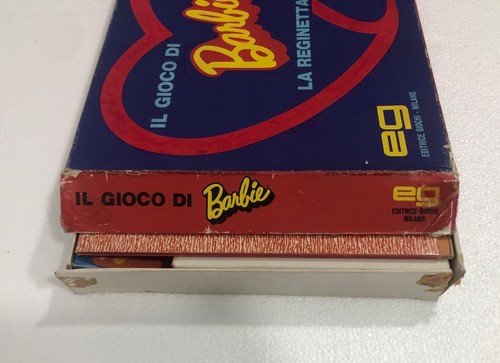 IL GIOCO DI
Barbie
LA REGINETTA
eg
EDITRICE GIOCHI - MILANO
IL GIOCO DI Barbie
eg
EDITRICE GIOCHI
MILANO